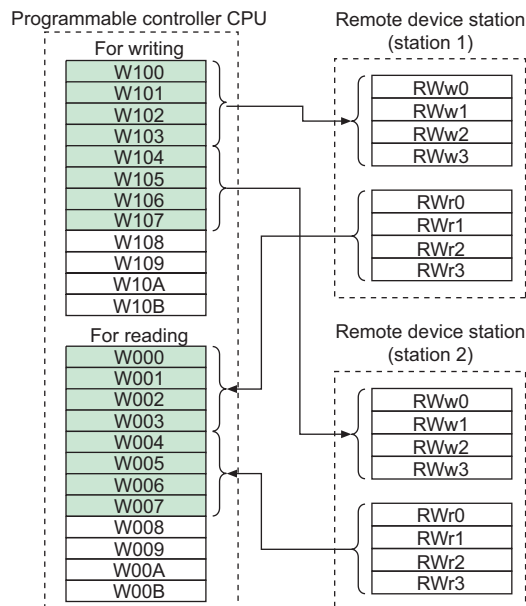 Programmable controller CPU
For writing
W100
W101
W102
W103
W104
W105
W106
W107
W108
W109
W10A
W10B
For reading
W000
W001
W002
W003
W004
W005
W006
W007
W008
W009
W00A
W00B
Remote device station
(station 1)
RWw0
RWw1
RWw2
RWw3
RWr0
RWr1
RWr2
RWr3
Remote device station
(station 2)
RWw0
RWw1
RWw2
RWw3
RWr0
RWr1
RWr2
RWr3